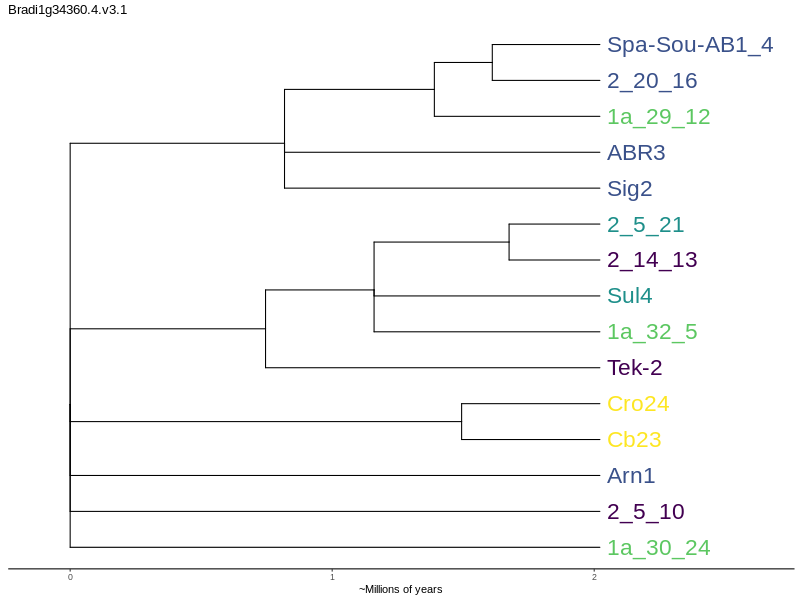 Bradi1g34360.4.v3.1
Spa-Sou-AB1_4
2_20_16
1a_29_12
ABR3
Sig2
2_5_21
2_14_13
Sul4
1a_32_5
Tek-2
Cro24
Cb23
Arn1
2_5_10
1a_30_24
0 1 2
~Millions of years